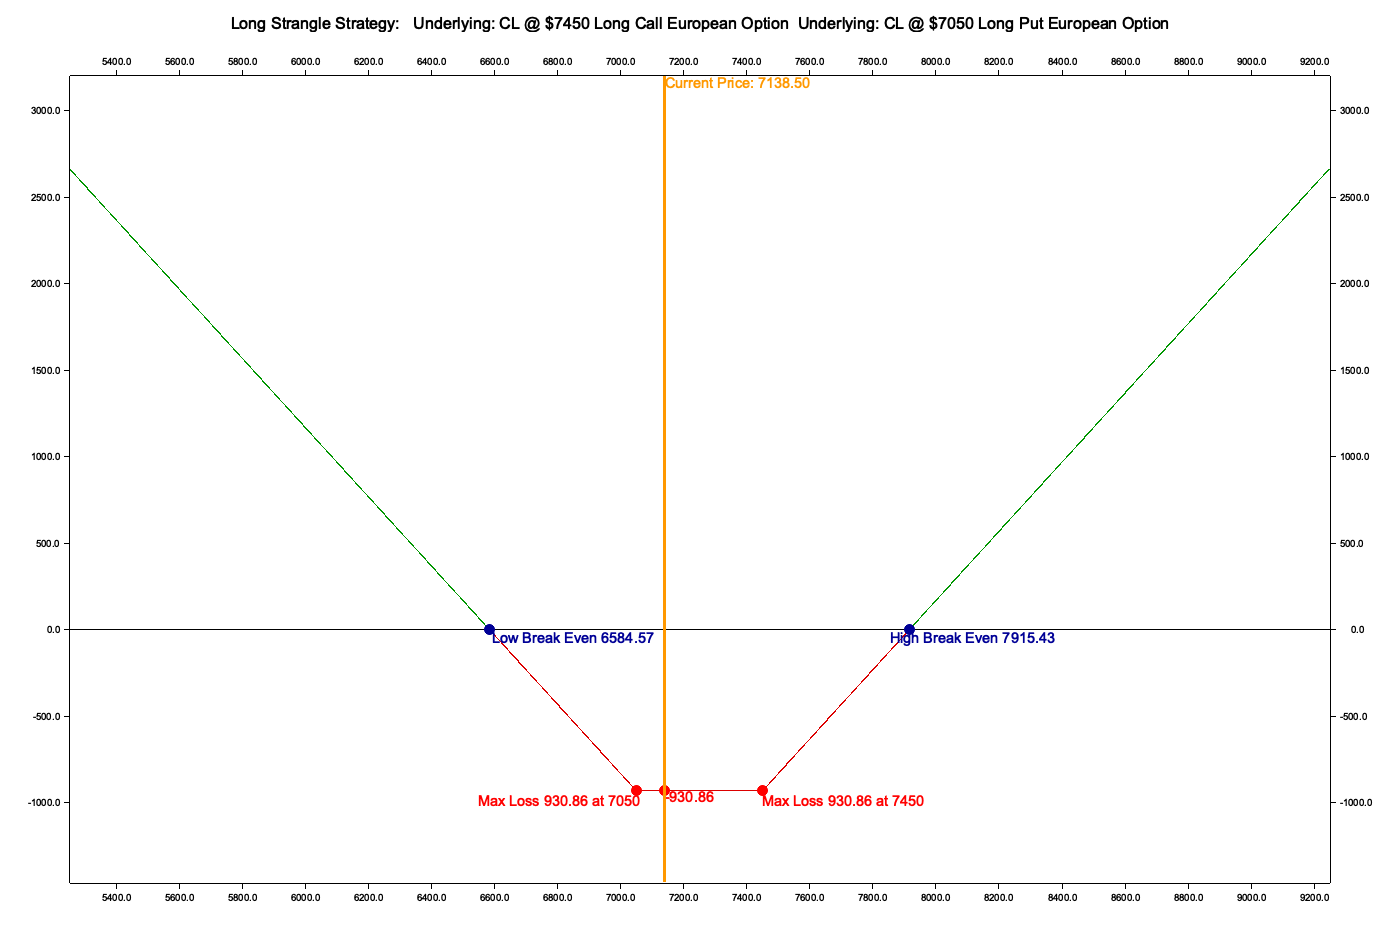 Long Strangle Strategy:   Underlying: CL @ $7450 Long Call European Option  Underlying: CL @ $7050 Long Put European Option
5400.0 5600.0 5800.0 6000.0 6200.0 6400.0 6600.0 6800.0 7000.0 7200.0 7400.0 7600.0 7800.0 8000.0 8200.0 8400.0 8600.0 8800.0 9000.0 9200.0
Current Price: 7138.50
3000.0 3000.0
2500.0 2500.0
2000.0 2000.0
1500.0 1500.0
1000.0 1000.0
500.0 500.0
0.0 0.0
Low Break Even 6584.57 High Break Even 7915.43
-500.0 -500.0
Max Loss 930.86 at 7050 -930.86 Max Loss 930.86 at 7450
-1000.0 -1000.0
5400.0 5600.0 5800.0 6000.0 6200.0 6400.0 6600.0 6800.0 7000.0 7200.0 7400.0 7600.0 7800.0 8000.0 8200.0 8400.0 8600.0 8800.0 9000.0 9200.0